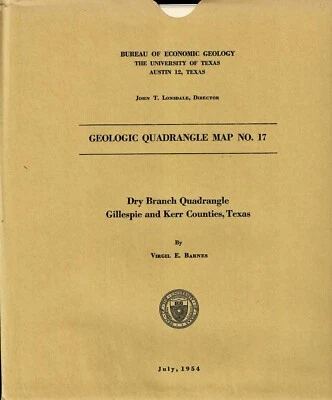 BUREAU OF ECONOMIC GEOLOGY
THE UNIVERSITY OF TEXAS
AUSTIN 12, TEXAS
JOHN T. LONSDALE, DIRECTOR
GEOLOGIC QUADRANGLE MAP NO. 17
Dry Branch Quadrangle
Gillespie and Kerr Counties, Texas
By
VIRGIL E. BARNES
July, 1954